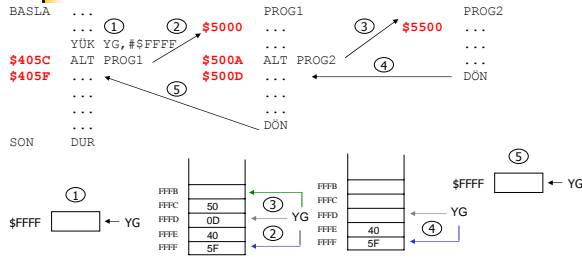 BASLA ... PROG1 PROG2
... ① ② $5000 ... ③ $5500 ...
YÜK YG,#$FFFF ... ...
$405C ALT PROG1 $500A ALT PROG2 ...
$405F ... $500D ... ④ DÖN
... ⑤ ...
... ...
... DÖN
SON DUR
①
$FFFF YG
FFFB
FFFC 50
FFFD 0D ③ YG
FFFE 40 ②
FFFF 5F
FFFB
FFFC
FFFD YG
FFFE 40 ④
FFFF 5F
⑤
$FFFF YG